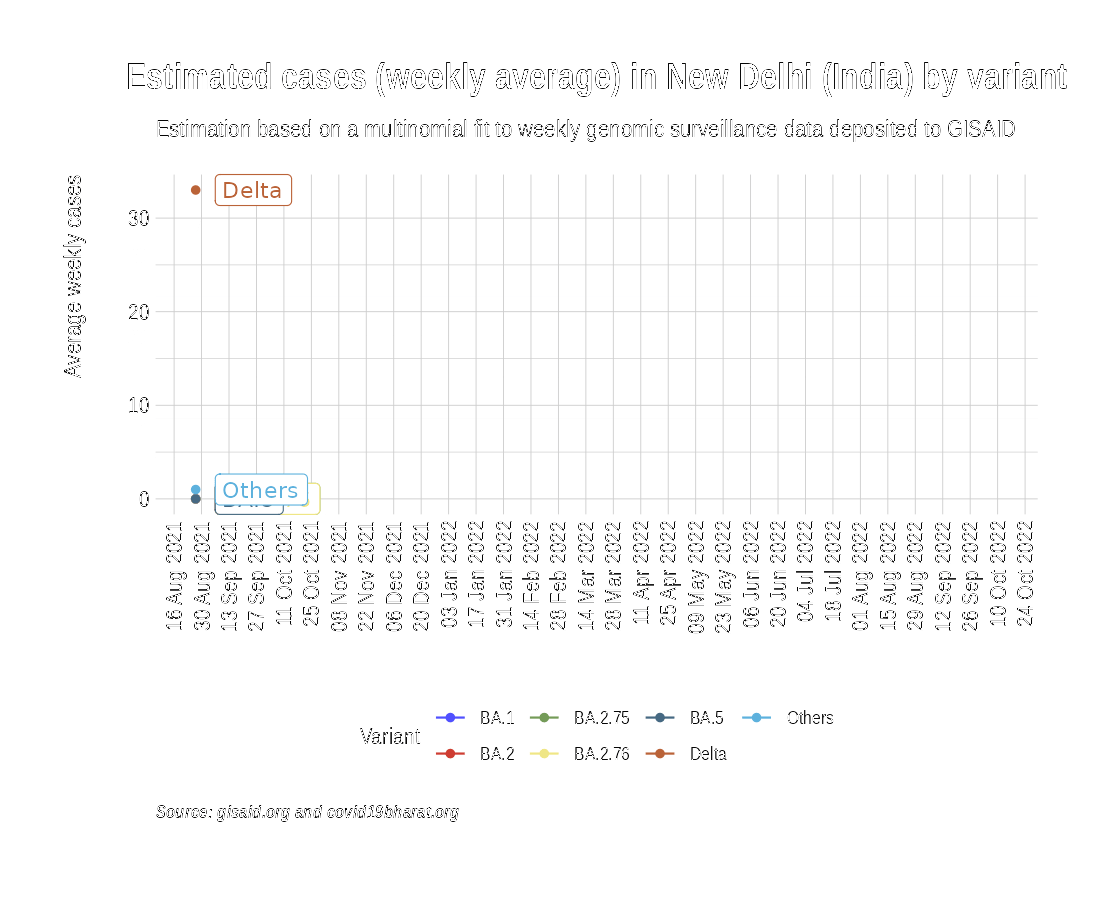 Estimated cases (weekly average) in New Delhi (India) by variant
Estimation based on a multinomial fit to weekly genomic surveillance data deposited to GISAID
Average weekly cases
30
20
10
0
Delta
Others
16 Aug 2021
30 Aug 2021
13 Sep 2021
27 Sep 2021
11 Oct 2021
25 Oct 2021
08 Nov 2021
22 Nov 2021
06 Dec 2021
20 Dec 2021
03 Jan 2022
17 Jan 2022
31 Jan 2022
14 Feb 2022
28 Feb 2022
14 Mar 2022
28 Mar 2022
11 Apr 2022
25 Apr 2022
09 May 2022
23 May 2022
06 Jun 2022
20 Jun 2022
04 Jul 2022
18 Jul 2022
01 Aug 2022
15 Aug 2022
29 Aug 2022
12 Sep 2022
26 Sep 2022
10 Oct 2022
24 Oct 2022
Variant
BA.1 BA.2.75 BA.5 Others
BA.2 BA.2.76 Delta
Source: gisaid.org and covid19bharat.org